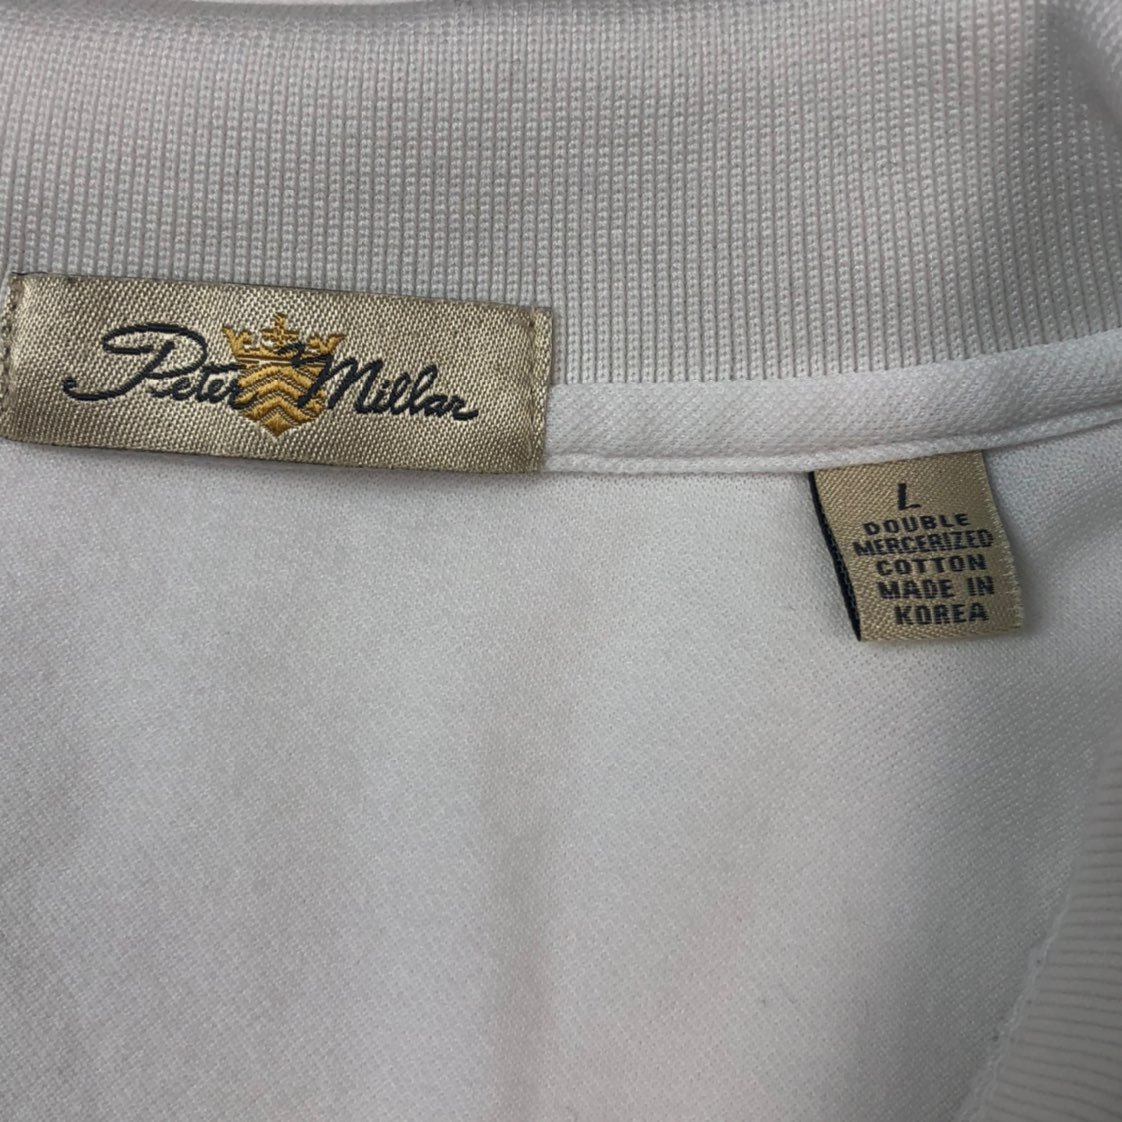 Peter Millar
L
DOUBLE
MERCERIZED
COTTON
MADE IN
KOREA